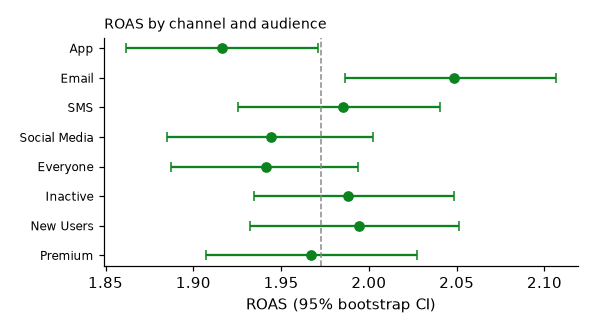 ROAS by channel and audience
App
Email
SMS
Social Media
Everyone
Inactive
New Users
Premium
1.85 1.90 1.95 2.00 2.05 2.10
ROAS (95% bootstrap CI)